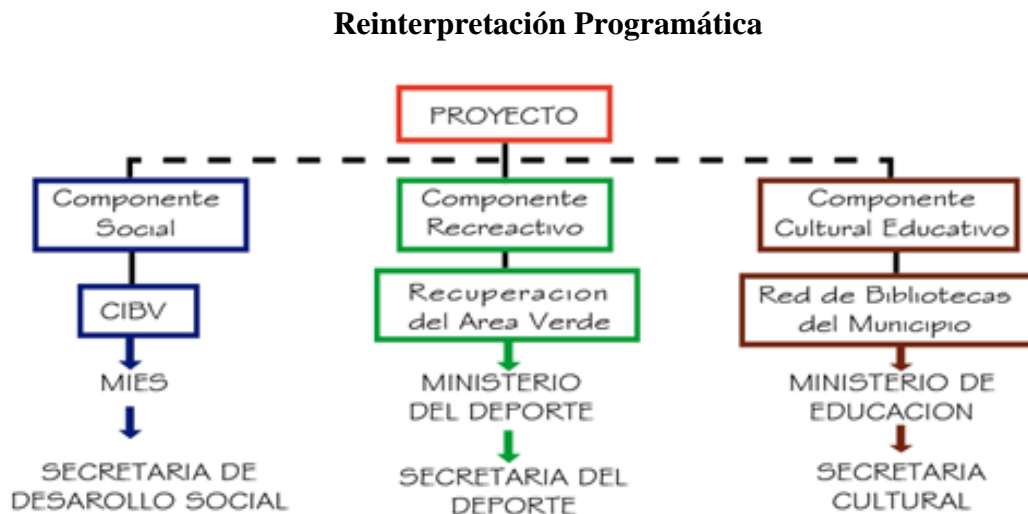 Reinterpretación Programática
PROYECTO
Componente
Social
Componente
Recreactivo
Componente
Cultural Educativo
CIBV
Recuperacion
del Area Verde
Red de Bibliotecas
del Municipio
MIES
MINISTERIO
DEL DEPORTE
MINISTERIO DE
EDUCACION
SECRETARIA DE
DESAROLLO SOCIAL
SECRETARIA DEL
DEPORTE
SECRETARIA
CULTURAL